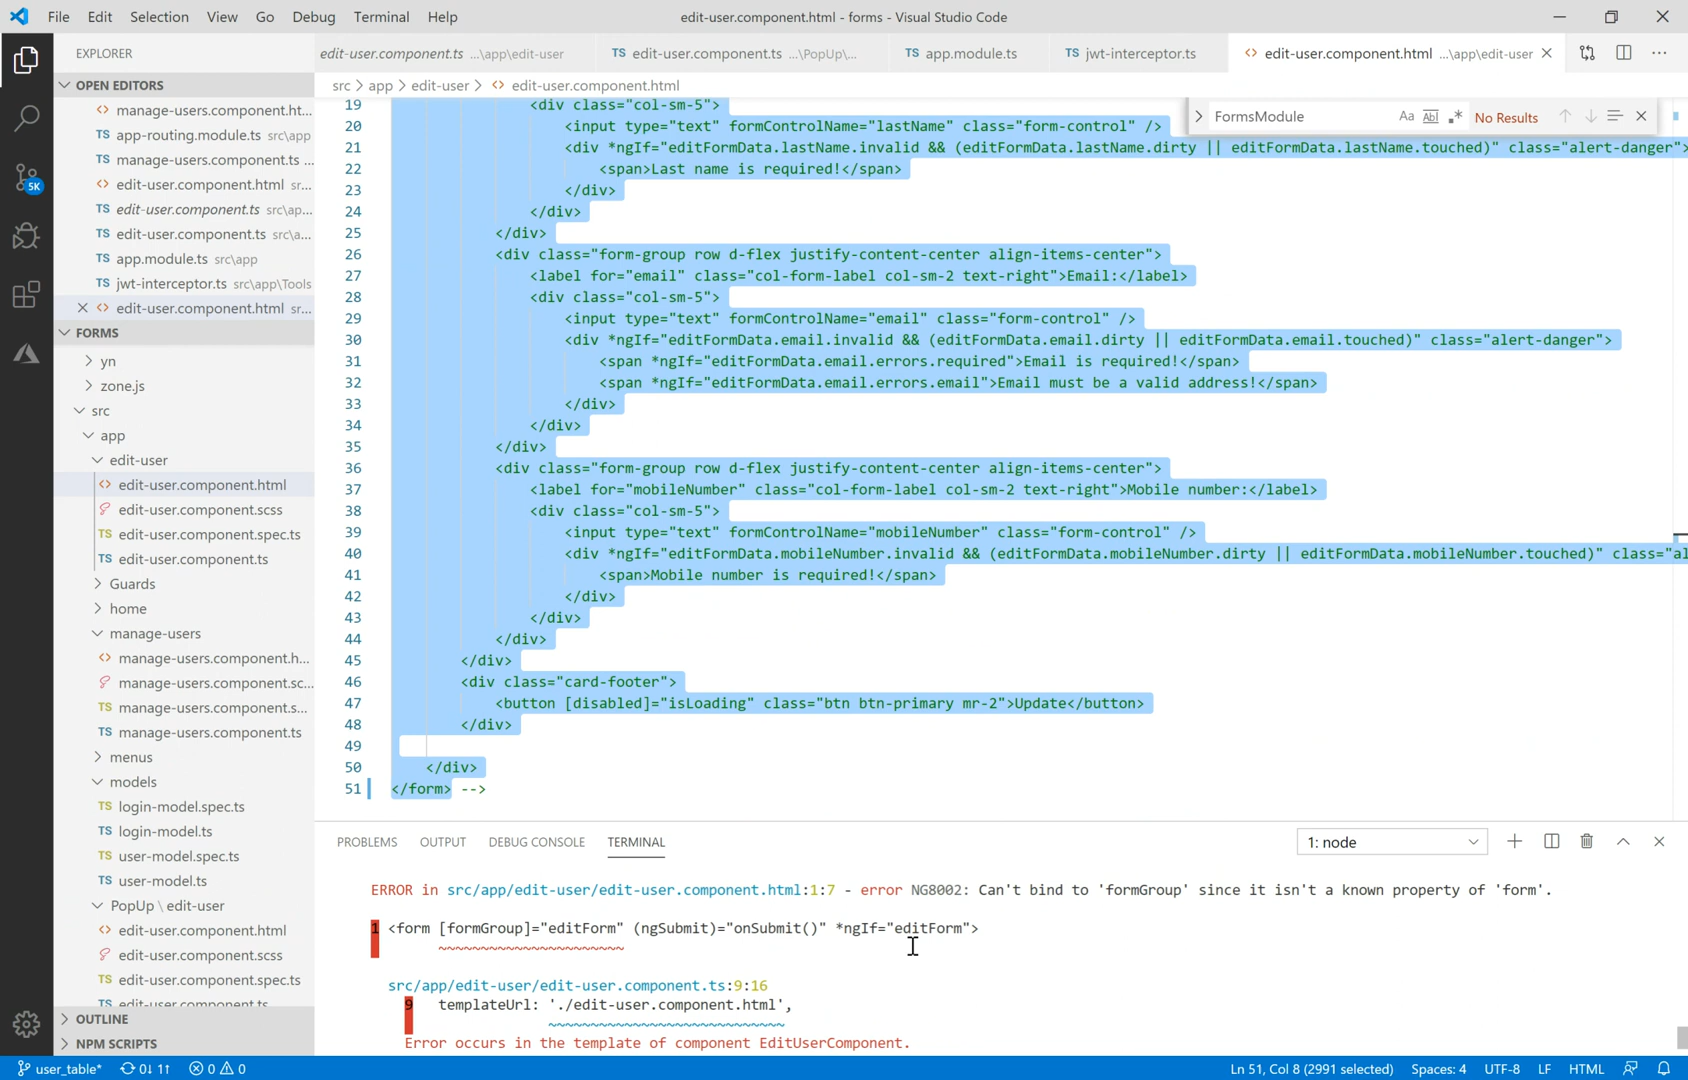 File Edit Selection View Go Debug Terminal Help
edit-user.component.html - forms - Visual Studio Code
EXPLORER
edit-user.component.ts ...\app\edit-user
TS edit-user.component.ts ...\PopUp\...
TS app.module.ts
TS jwt-interceptor.ts
<> edit-user.component.html ...\app\edit-user
OPEN EDITORS
<> manage-users.component.ht...
TS app-routing.module.ts src\app
TS manage-users.component.ts ...
<> edit-user.component.html sr...
TS edit-user.component.ts src\ap...
TS edit-user.component.ts src\a...
TS app.module.ts src\app
TS jwt-interceptor.ts src\app\Tools
<> edit-user.component.html sr...
5K
FORMS
yn
zone.js
src
app
edit-user
<> edit-user.component.html
edit-user.component.scss
TS edit-user.component.spec.ts
TS edit-user.component.ts
Guards
home
manage-users
<> manage-users.component.h...
manage-users.component.sc...
TS manage-users.component.s...
TS manage-users.component.ts
menus
models
TS login-model.spec.ts
TS login-model.ts
TS user-model.spec.ts
TS user-model.ts
PopUp \ edit-user
<> edit-user.component.html
edit-user.component.scss
TS edit-user.component.spec.ts
TS edit-user.component.ts
OUTLINE
NPM SCRIPTS
src > app > edit-user > <> edit-user.component.html
FormsModule Aa Abl .* No Results
19 <div class="col-sm-5">
20 <input type="text" formControlName="lastName" class="form-control" />
21 <div *ngIf="editFormData.lastName.invalid && (editFormData.lastName.dirty || editFormData.lastName.touched)" class="alert-danger">
22 <span>Last name is required!</span>
23 </div>
24 </div>
25 </div>
26 <div class="form-group row d-flex justify-content-center align-items-center">
27 <label for="email" class="col-form-label col-sm-2 text-right">Email:</label>
28 <div class="col-sm-5">
29 <input type="text" formControlName="email" class="form-control" />
30 <div *ngIf="editFormData.email.invalid && (editFormData.email.dirty || editFormData.email.touched)" class="alert-danger">
31 <span *ngIf="editFormData.email.errors.required">Email is required!</span>
32 <span *ngIf="editFormData.email.errors.email">Email must be a valid address!</span>
33 </div>
34 </div>
35 </div>
36 <div class="form-group row d-flex justify-content-center align-items-center">
37 <label for="mobileNumber" class="col-form-label col-sm-2 text-right">Mobile number:</label>
38 <div class="col-sm-5">
39 <input type="text" formControlName="mobileNumber" class="form-control" />
40 <div *ngIf="editFormData.mobileNumber.invalid && (editFormData.mobileNumber.dirty || editFormData.mobileNumber.touched)" class="al
41 <span>Mobile number is required!</span>
42 </div>
43 </div>
44 </div>
45 </div>
46 <div class="card-footer">
47 <button [disabled]="isLoading" class="btn btn-primary mr-2">Update</button>
48 </div>
49
50 </div>
51 </form> -->
PROBLEMS OUTPUT DEBUG CONSOLE TERMINAL
1: node
ERROR in src/app/edit-user/edit-user.component.html:1:7 - error NG8002: Can't bind to 'formGroup' since it isn't a known property of 'form'.
1 <form [formGroup]="editForm" (ngSubmit)="onSubmit()" *ngIf="editForm">
~~~~~~~~~~~~~~~~~~~~~~
src/app/edit-user/edit-user.component.ts:9:16
9 templateUrl: './edit-user.component.html',
~~~~~~~~~~~~~~~~~~~~~~~~~~~~
Error occurs in the template of component EditUserComponent.
user_table* 0↓ 1↑ 0 0
Ln 51, Col 8 (2991 selected) Spaces: 4 UTF-8 LF HTML